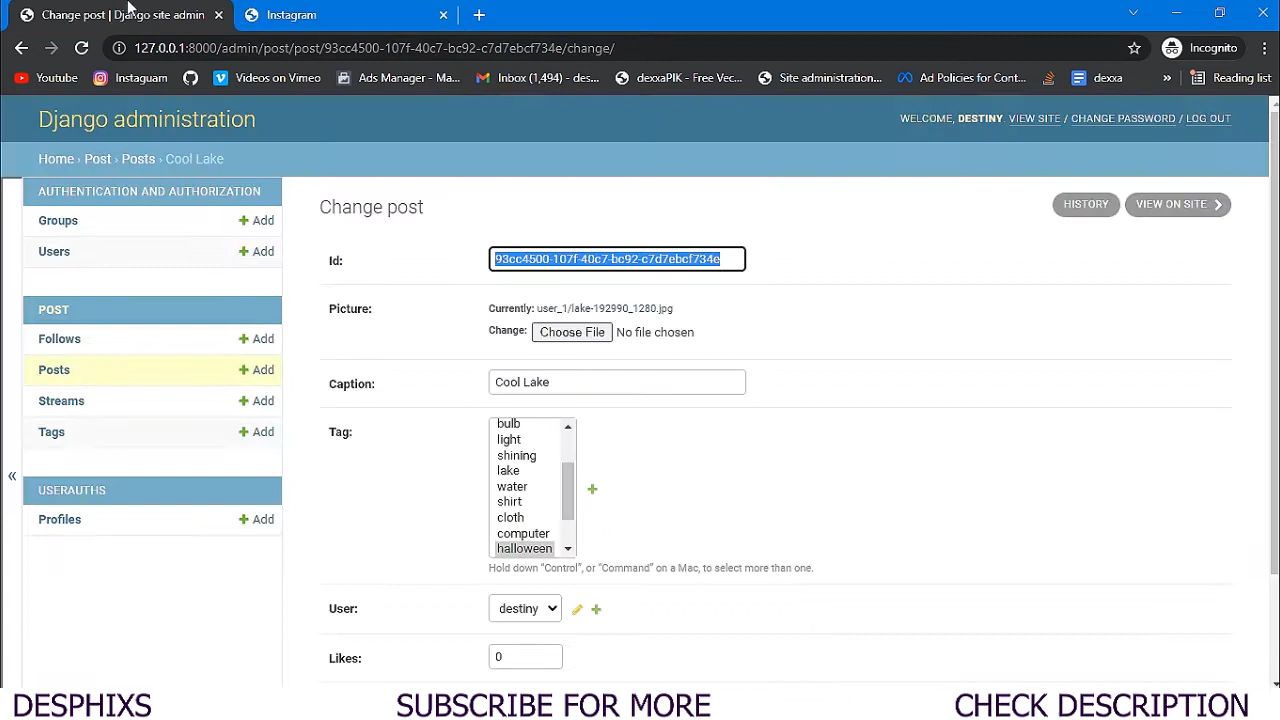 Change post | Django site admin
Instagram
127.0.0.1:8000/admin/post/post/93cc4500-107f-40c7-bc92-c7d7ebcf734e/change/
Incognito
Youtube
Instaguam
Videos on Vimeo
Ads Manager - Ma...
Inbox (1,494) - des...
dexxaPIK - Free Vec...
Site administration...
Ad Policies for Cont...
dexxa
»
Reading list
Django administration
WELCOME, DESTINY. VIEW SITE / CHANGE PASSWORD / LOG OUT
Home › Post › Posts › Cool Lake
AUTHENTICATION AND AUTHORIZATION
Groups
+ Add
Users
+ Add
POST
Follows
+ Add
Posts
+ Add
Streams
+ Add
Tags
+ Add
USERAUTHS
Profiles
+ Add
«
Change post
HISTORY
VIEW ON SITE
Id:
93cc4500-107f-40c7-bc92-c7d7ebcf734e
Picture:
Currently: user_1/lake-192990_1280.jpg
Change: Choose File No file chosen
Caption:
Cool Lake
Tag:
bulb
light
shining
lake
water
shirt
cloth
computer
halloween
Hold down “Control”, or “Command” on a Mac, to select more than one.
User:
destiny
Likes:
0
DESPHIXS
SUBSCRIBE FOR MORE
CHECK DESCRIPTION